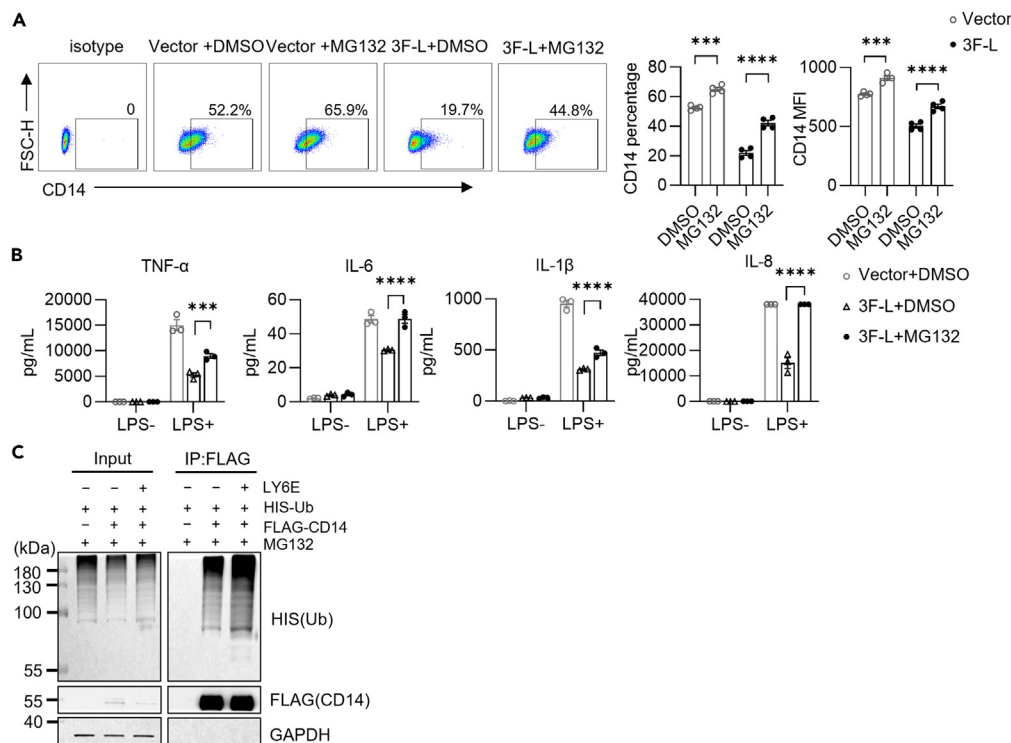 A
Vector
3F-L
isotype
Vector +DMSO
Vector +MG132
3F-L+DMSO
3F-L+MG132
FSC-H
0
52.2%
65.9%
19.7%
44.8%
CD14
CD14 percentage
80
60
40
20
0
***
****
DMSO
MG132
DMSO
MG132
CD14 MFI
1000
500
0
***
****
DMSO
MG132
DMSO
MG132
B
TNF-α
pg/mL
20000
15000
10000
5000
0
***
LPS-
LPS+
IL-6
pg/mL
60
40
20
0
****
LPS-
LPS+
IL-1β
pg/mL
1000
500
0
****
LPS-
LPS+
IL-8
pg/mL
40000
30000
20000
10000
0
****
LPS-
LPS+
Vector+DMSO
3F-L+DMSO
3F-L+MG132
C
Input IP:FLAG
– – + – – + LY6E
+ + + + + + HIS-Ub
– + + – + + FLAG-CD14
+ + + + + + MG132
(kDa)
180
130
100
55
HIS(Ub)
55
FLAG(CD14)
40
GAPDH